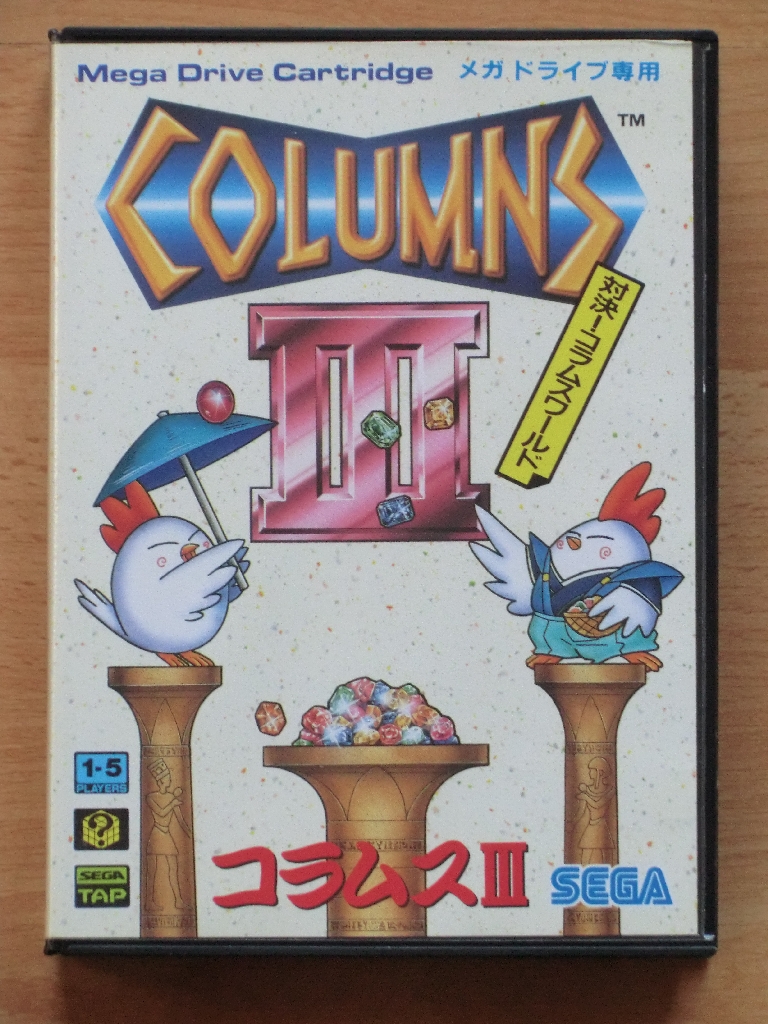 Mega Drive Cartridge メガドライブ専用
COLUMNS ™
III
対決!コラムスワールド
1-5
PLAYERS
SEGA
TAP
コラムスIII
SEGA